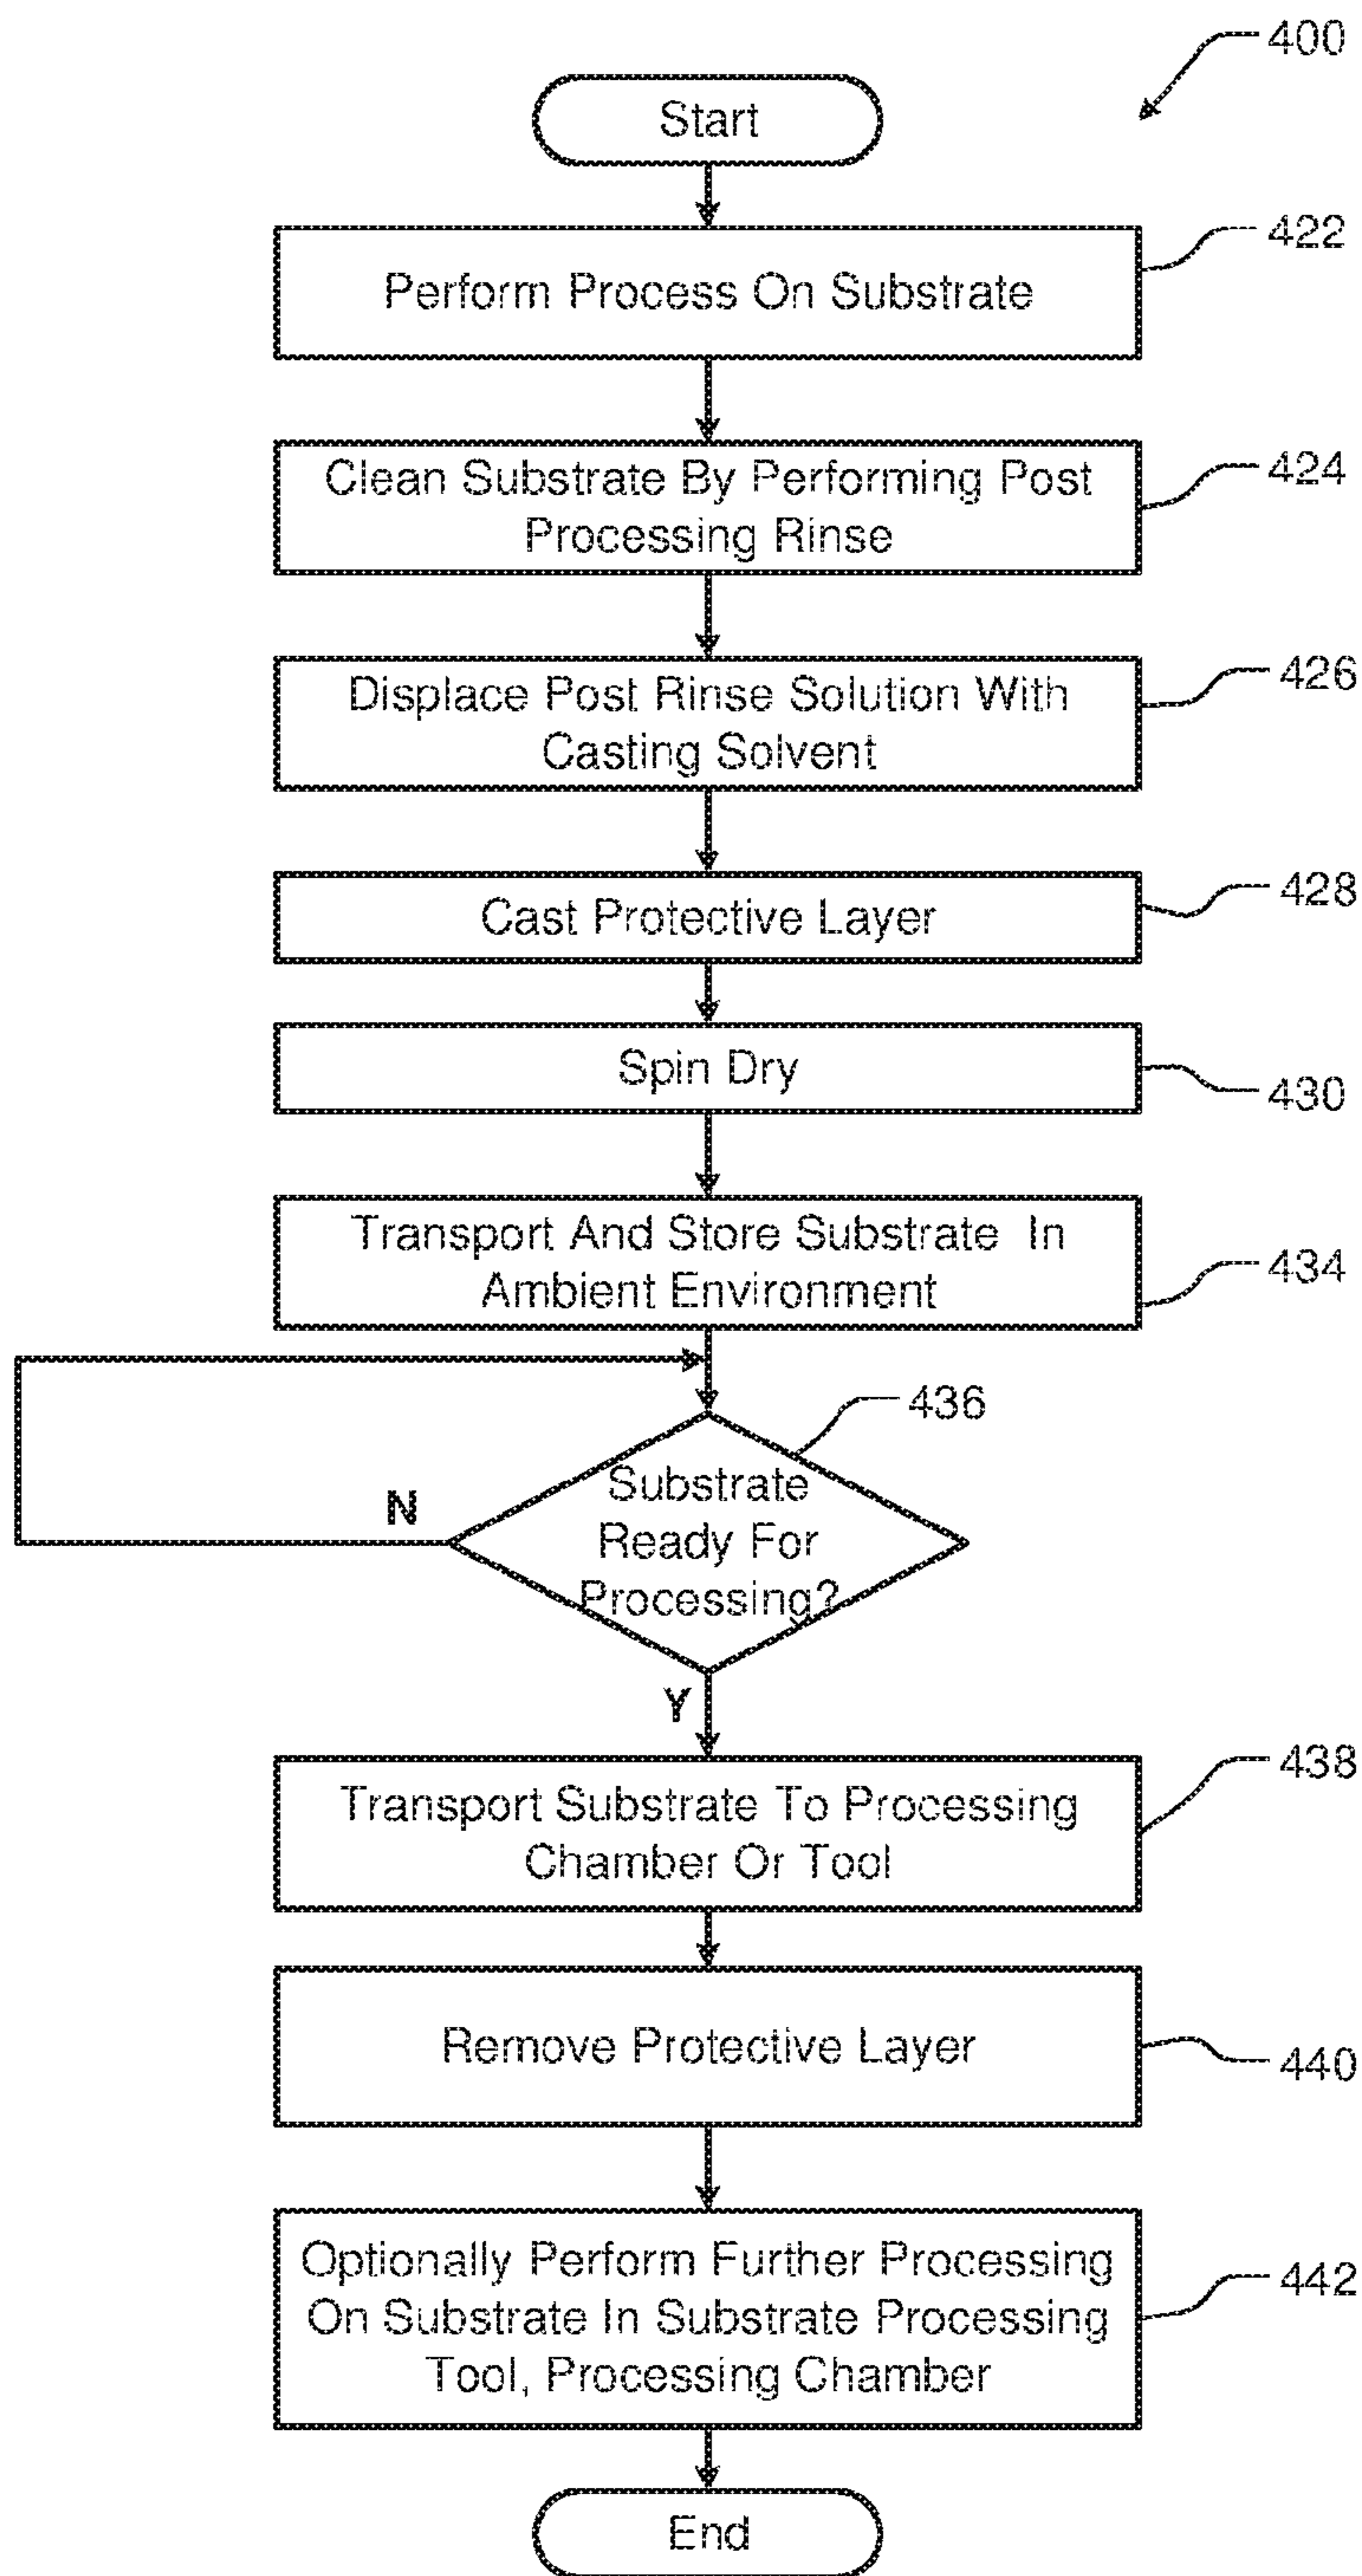 400
Start
422
Perform Process On Substrate
424
Clean Substrate By Performing Post
Processing Rinse
426
Displace Post Rinse Solution With
Casting Solvent
428
Cast Protective Layer
Spin Dry
430
Transport And Store Substrate In
Ambient Environment
434
436
Substrate
Ready For
Processing?
N
Y
438
Transport Substrate To Processing
Chamber Or Tool
Remove Protective Layer
440
Optionally Perform Further Processing
On Substrate In Substrate Processing
Tool, Processing Chamber
442
End